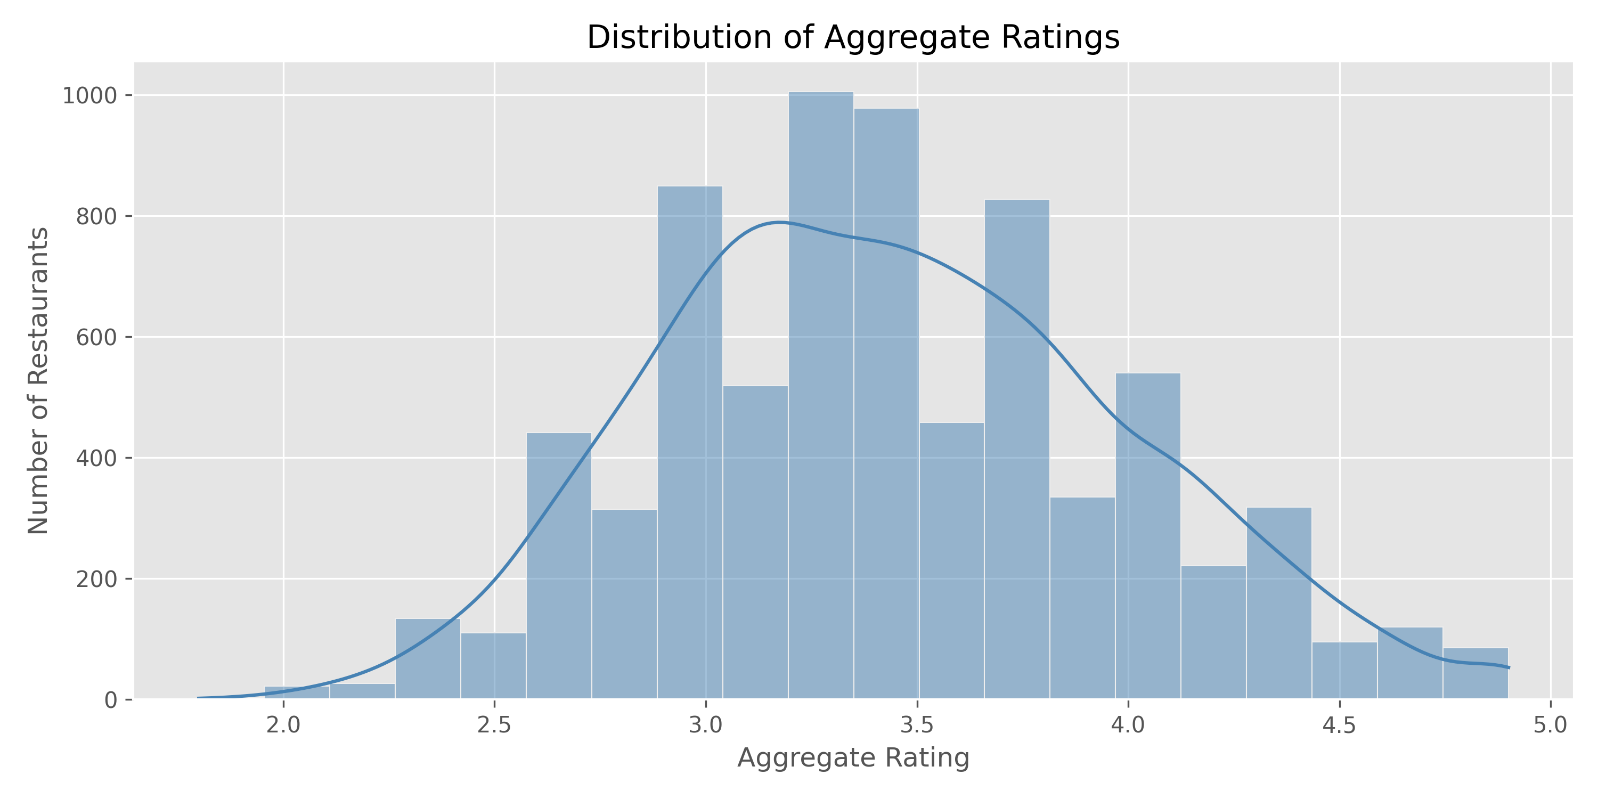 Distribution of Aggregate Ratings
1000
800
600
400
200
0
Number of Restaurants
2.0 2.5 3.0 3.5 4.0 4.5 5.0
Aggregate Rating